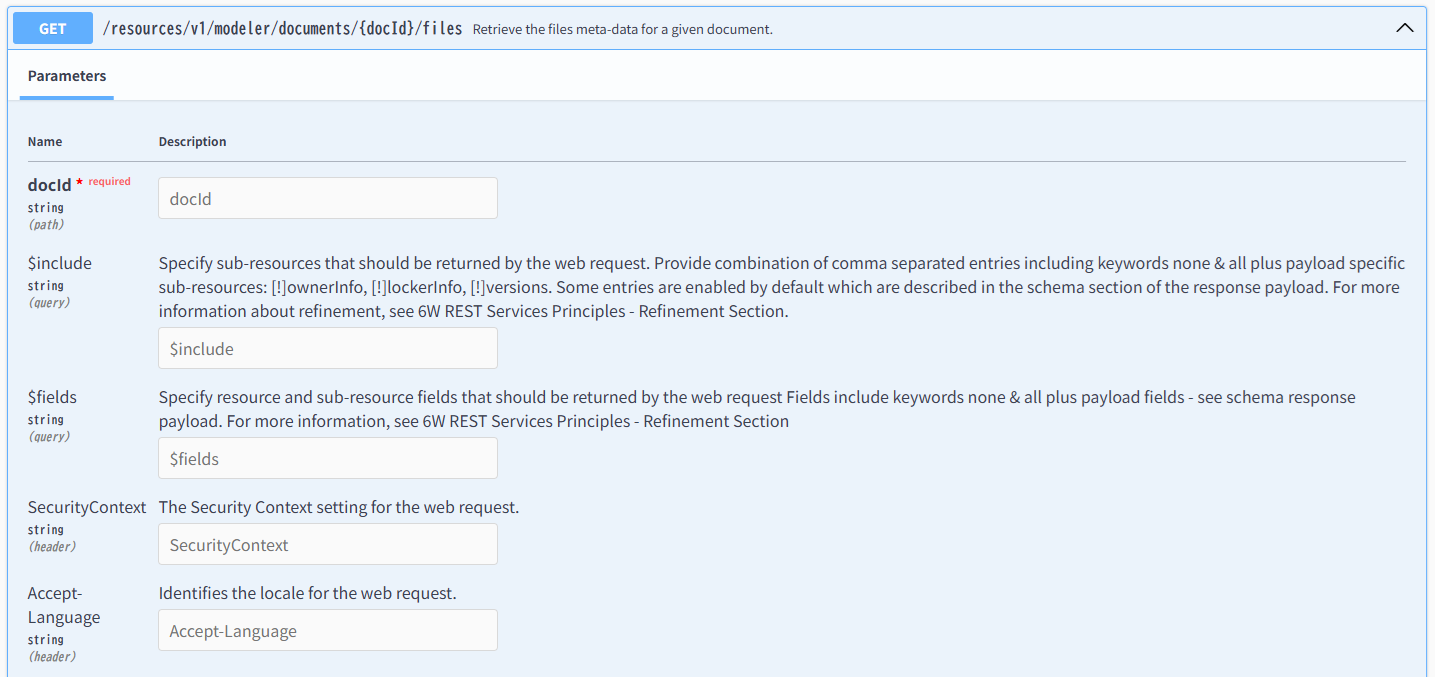 GET /resources/v1/modeler/documents/{docId}/files Retrieve the files meta-data for a given document.
Parameters
Name Description
docId * required
string
(path)
docId
$include
string
(query)
Specify sub-resources that should be returned by the web request. Provide combination of comma separated entries including keywords none & all plus payload specific
sub-resources: [!]ownerInfo, [!]lockerInfo, [!]versions. Some entries are enabled by default which are described in the schema section of the response payload. For more
information about refinement, see 6W REST Services Principles - Refinement Section.
$include
$fields
string
(query)
Specify resource and sub-resource fields that should be returned by the web request Fields include keywords none & all plus payload fields - see schema response
payload. For more information, see 6W REST Services Principles - Refinement Section
$fields
SecurityContext
string
(header)
The Security Context setting for the web request.
SecurityContext
Accept-
Language
string
(header)
Identifies the locale for the web request.
Accept-Language